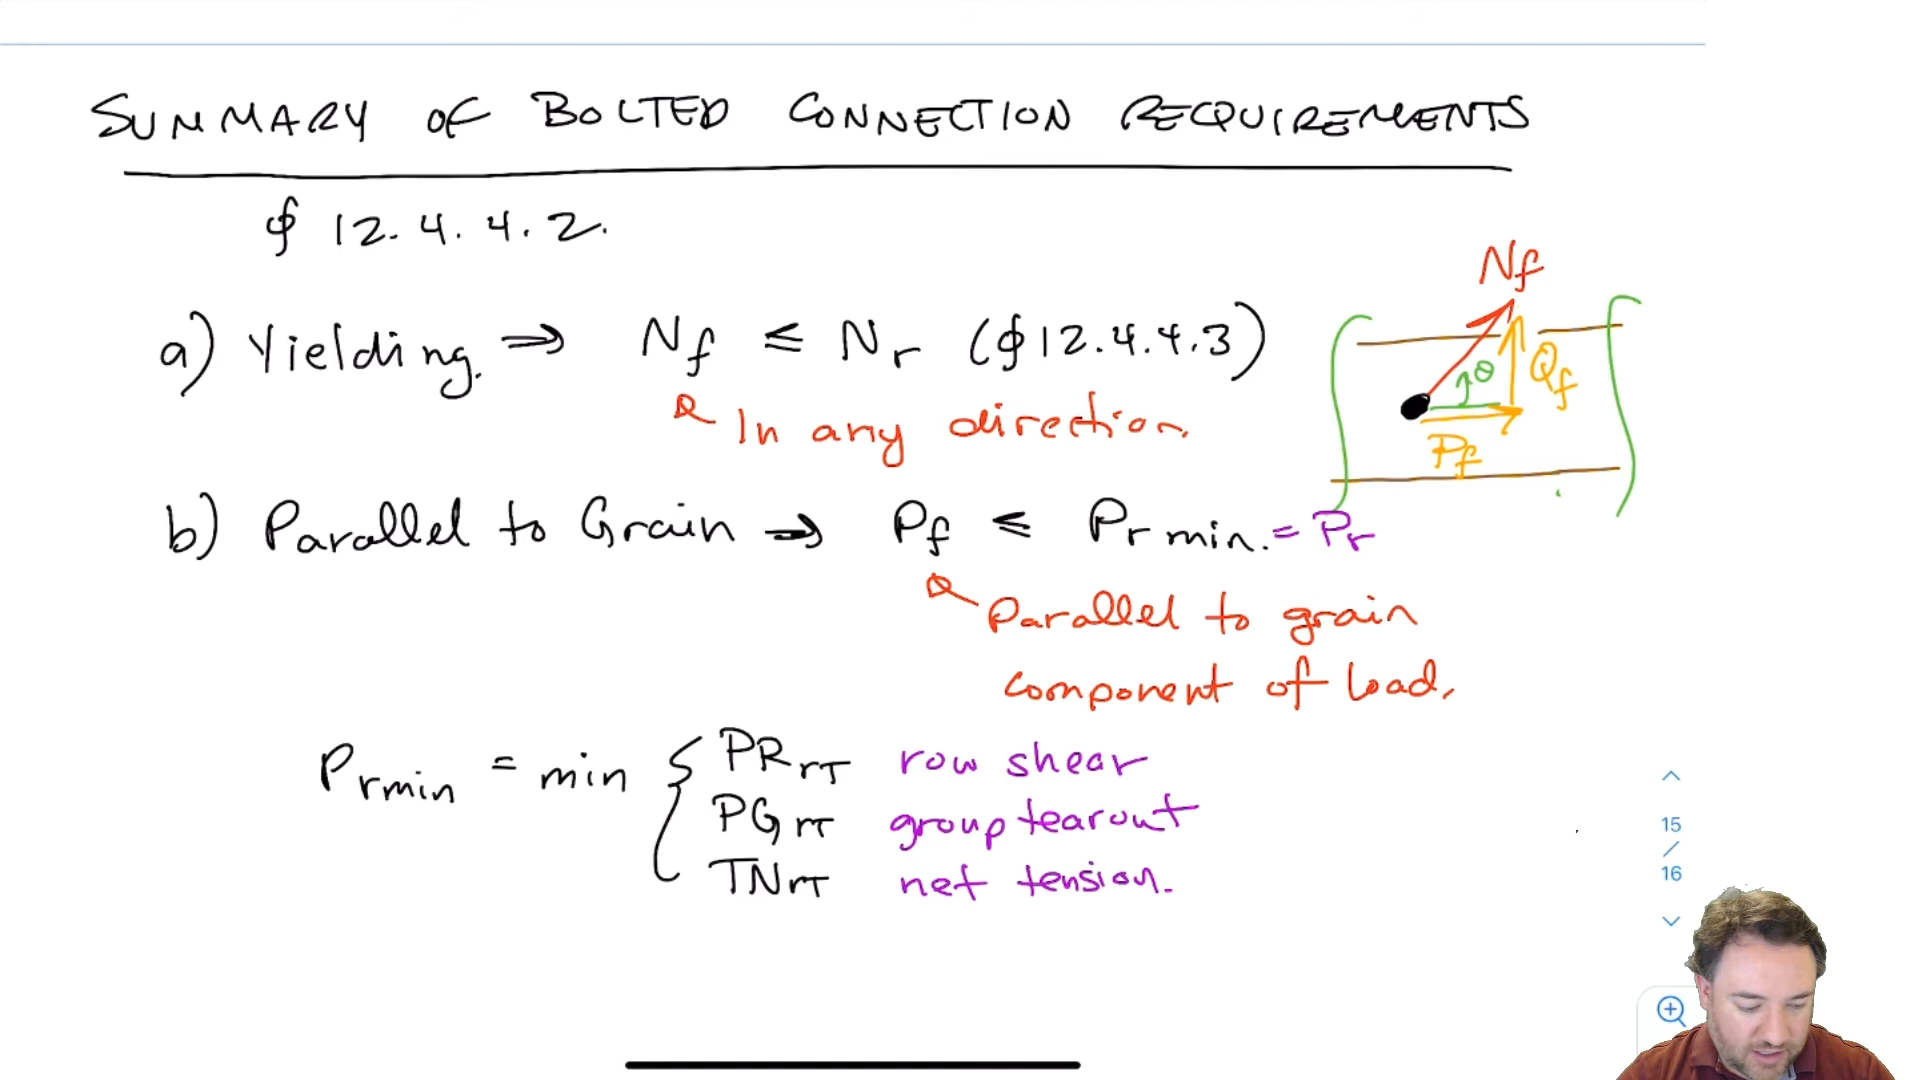 SUMMARY OF BOLTED CONNECTION REQUIREMENTS
§ 12.4.4.2.
a) Yielding. ⇒ Nf ≤ Nr (§12.4.4.3)
In any direction.
Nf
θ
Qf
Pf
b) Parallel to Grain → Pf ≤ Pr min. = Pr
Parallel to grain
component of load.
Prmin = min { PRrT row shear
PGrT group tearout
TNrT net tension.
15
/
16